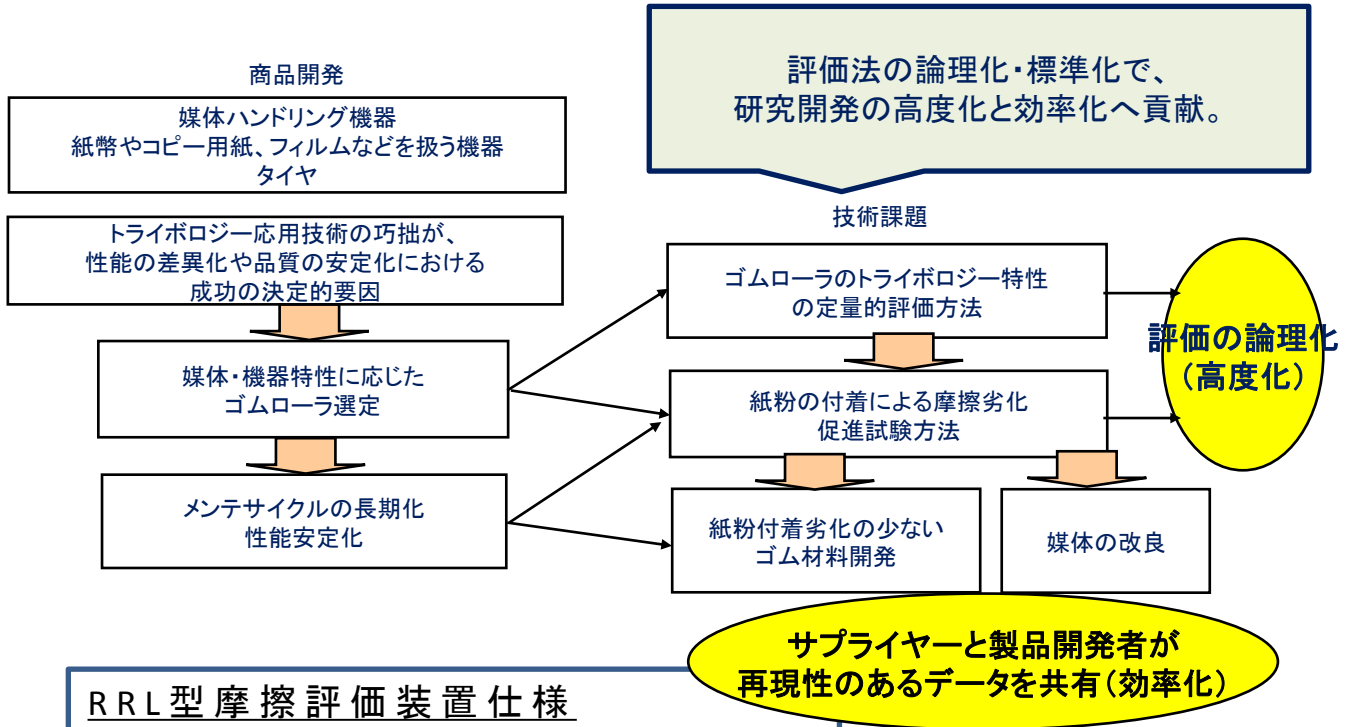 商品開発
媒体ハンドリング機器
紙幣やコピー用紙、フィルムなどを扱う機器
タイヤ
トライボロジー応用技術の巧拙が、
性能の差異化や品質の安定化における
成功の決定的要因
媒体・機器特性に応じた
ゴムローラ選定
メンテサイクルの長期化
性能安定化
評価法の論理化・標準化で、
研究開発の高度化と効率化へ貢献。
技術課題
ゴムローラのトライボロジー特性
の定量的評価方法
紙粉の付着による摩擦劣化
促進試験方法
紙粉付着劣化の少ない
ゴム材料開発
媒体の改良
評価の論理化
（高度化）
サプライヤーと製品開発者が
再現性のあるデータを共有（効率化）
RRL型摩擦評価装置仕様